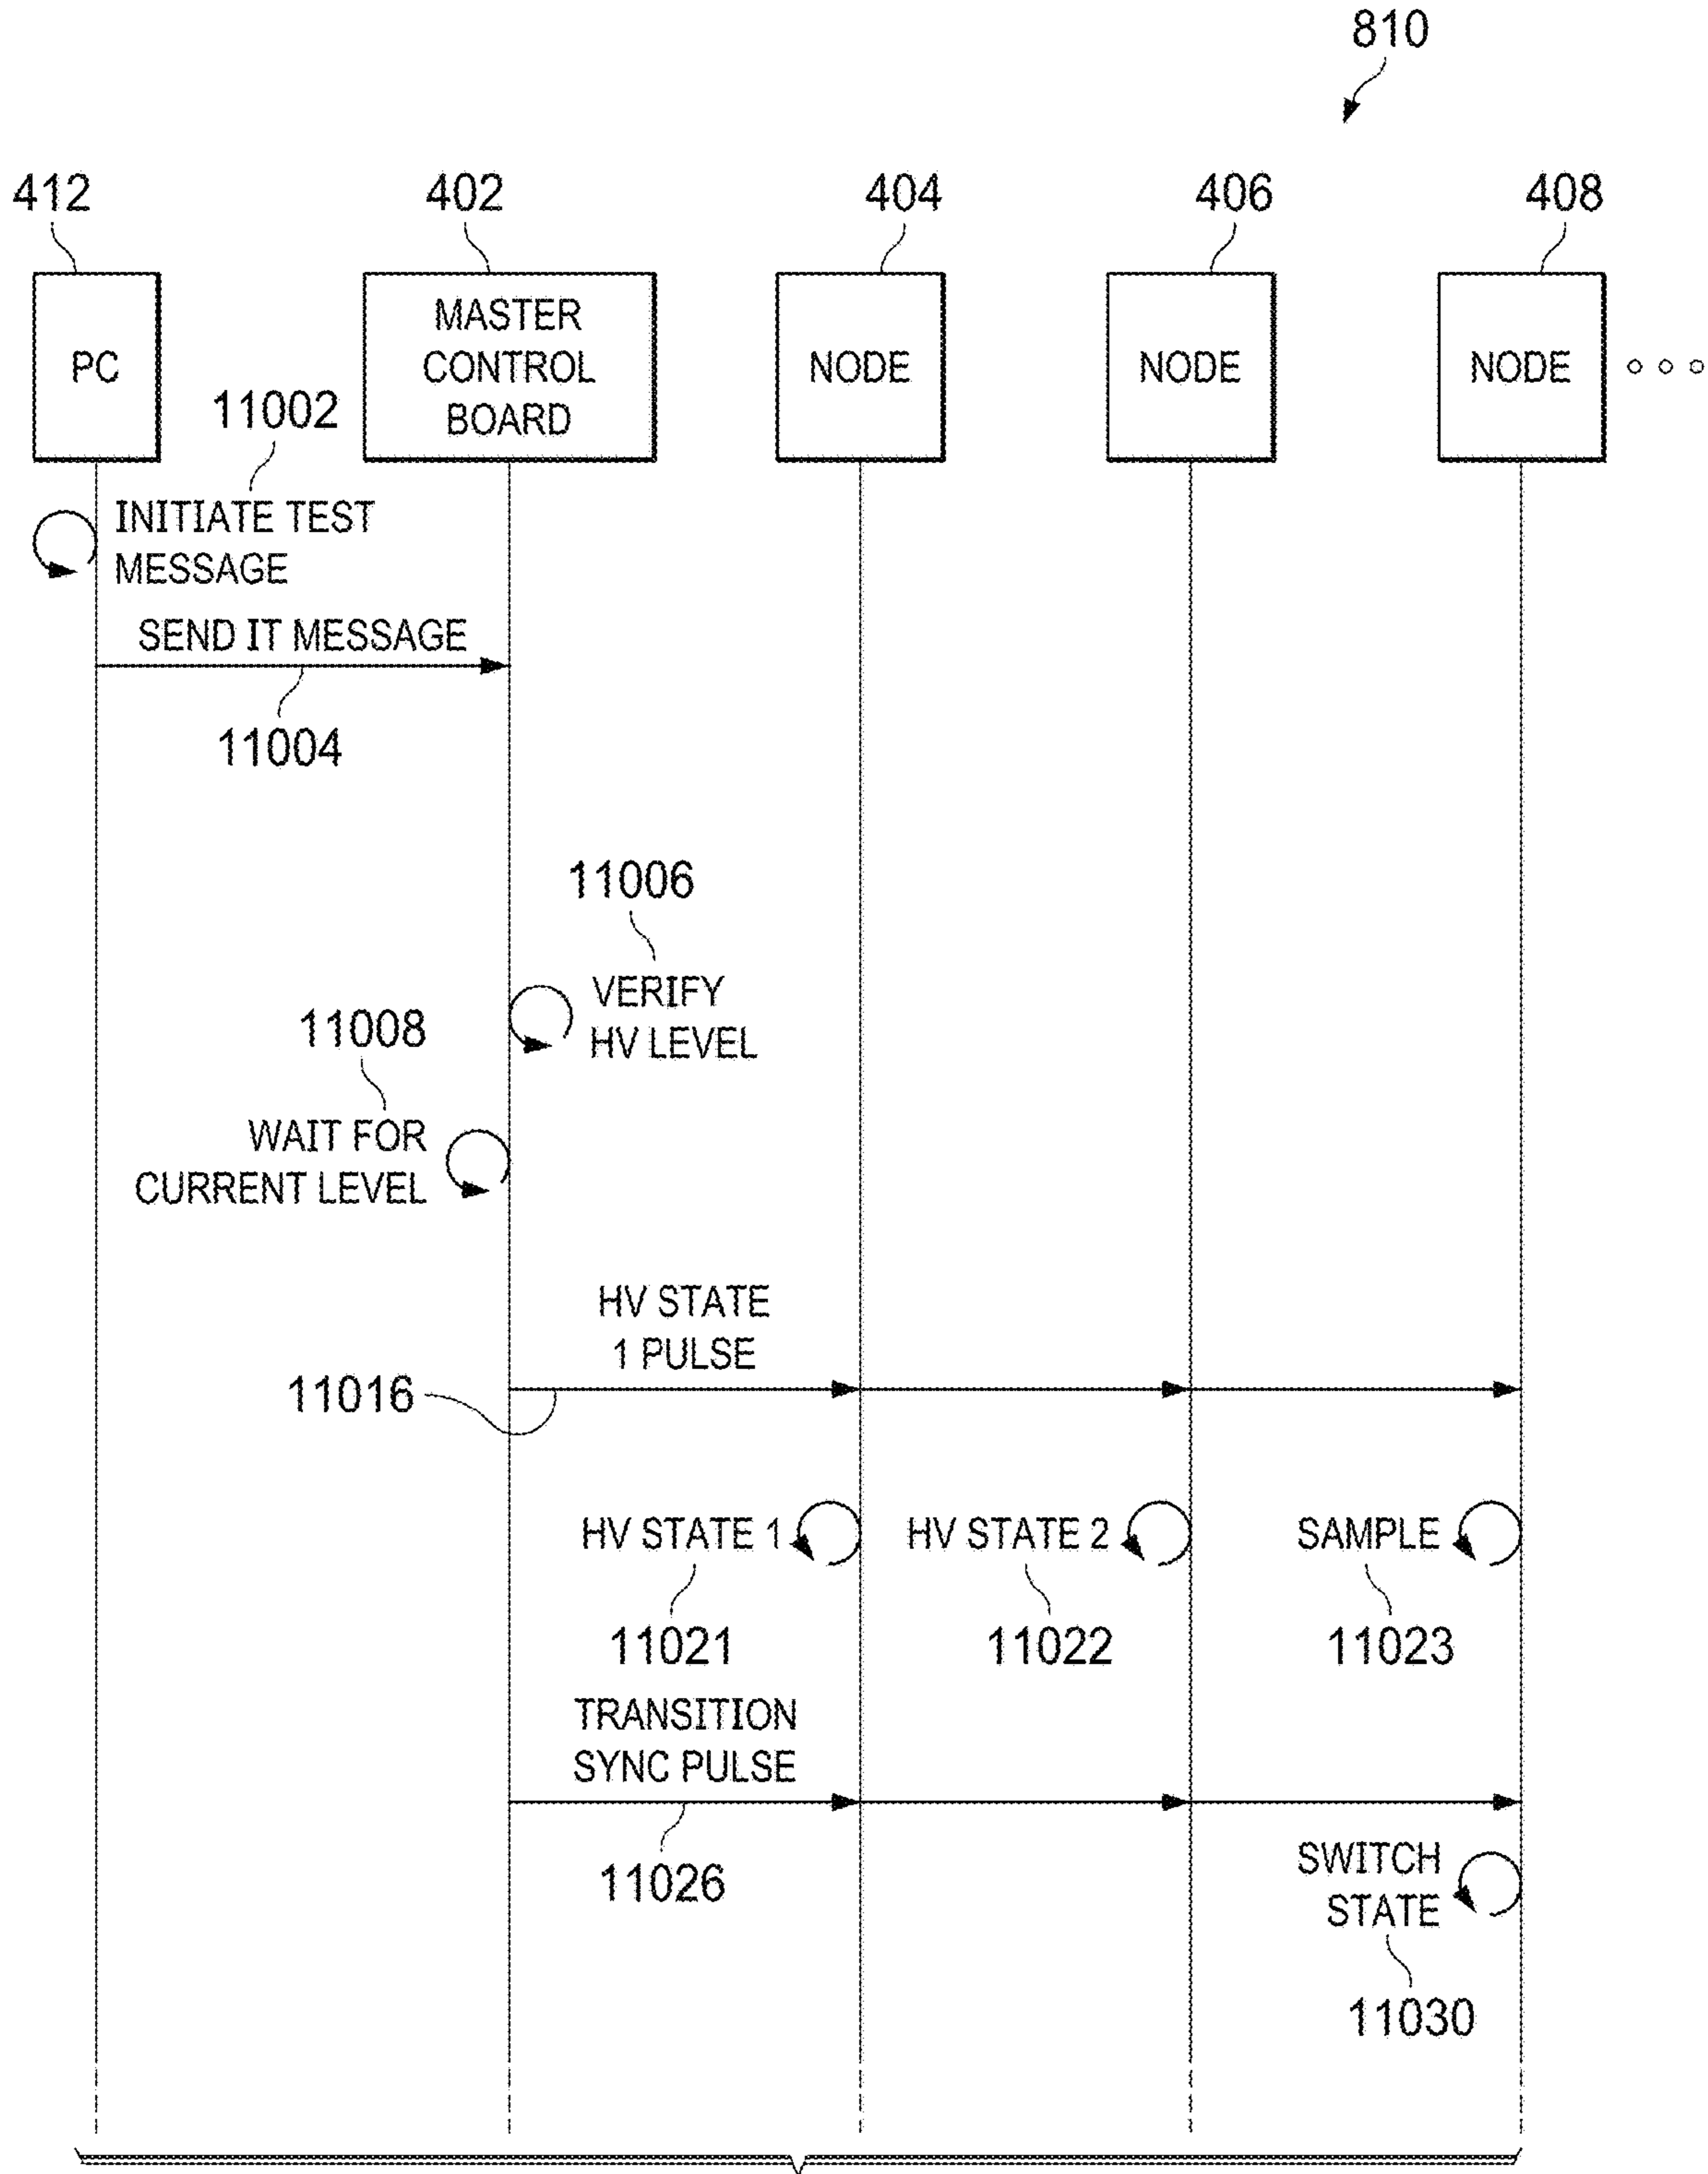 810
412
402
404
406
408
PC
MASTER
CONTROL
BOARD
NODE
NODE
NODE
11002
INITIATE TEST
MESSAGE
SEND IT MESSAGE
11004
11006
VERIFY
HV LEVEL
11008
WAIT FOR
CURRENT LEVEL
HV STATE
1 PULSE
11016
HV STATE 1
HV STATE 2
SAMPLE
11021
11022
11023
TRANSITION
SYNC PULSE
11026
SWITCH
STATE
11030